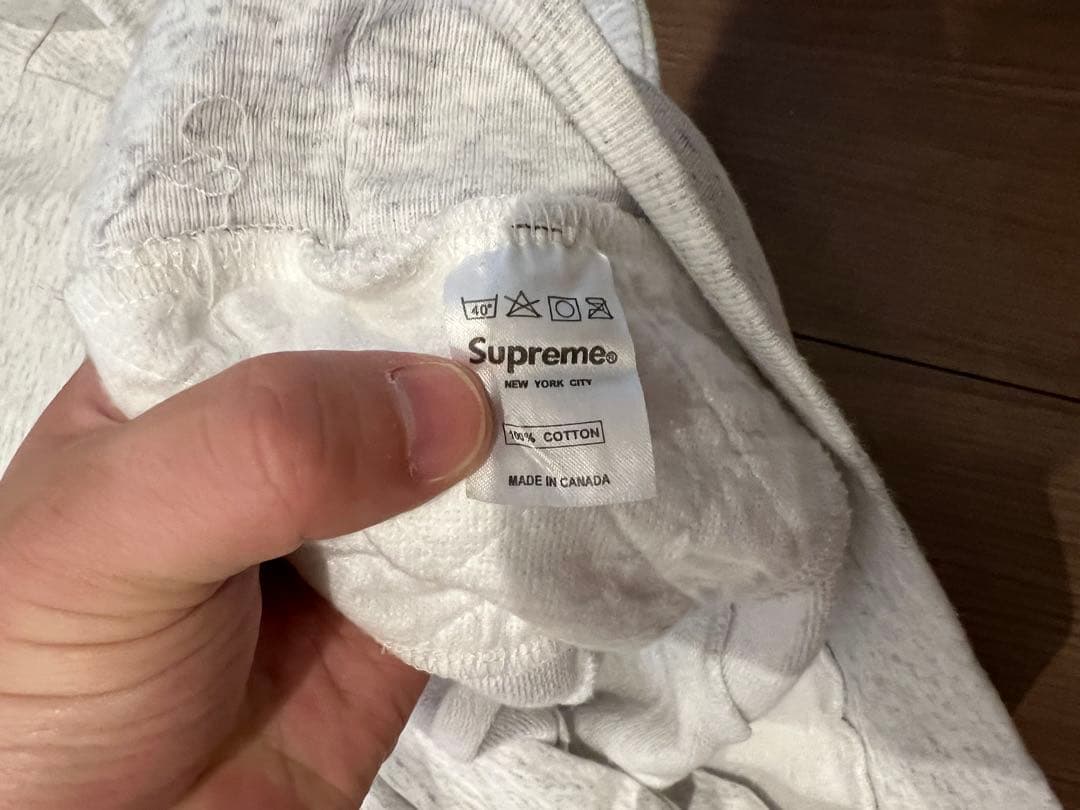 40°
Supreme®
NEW YORK CITY
100% COTTON
MADE IN CANADA